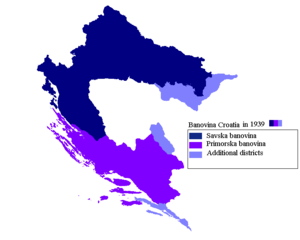 Banovina Croatia in 1939
Savska banovina
Primorska banovina
Additional districts